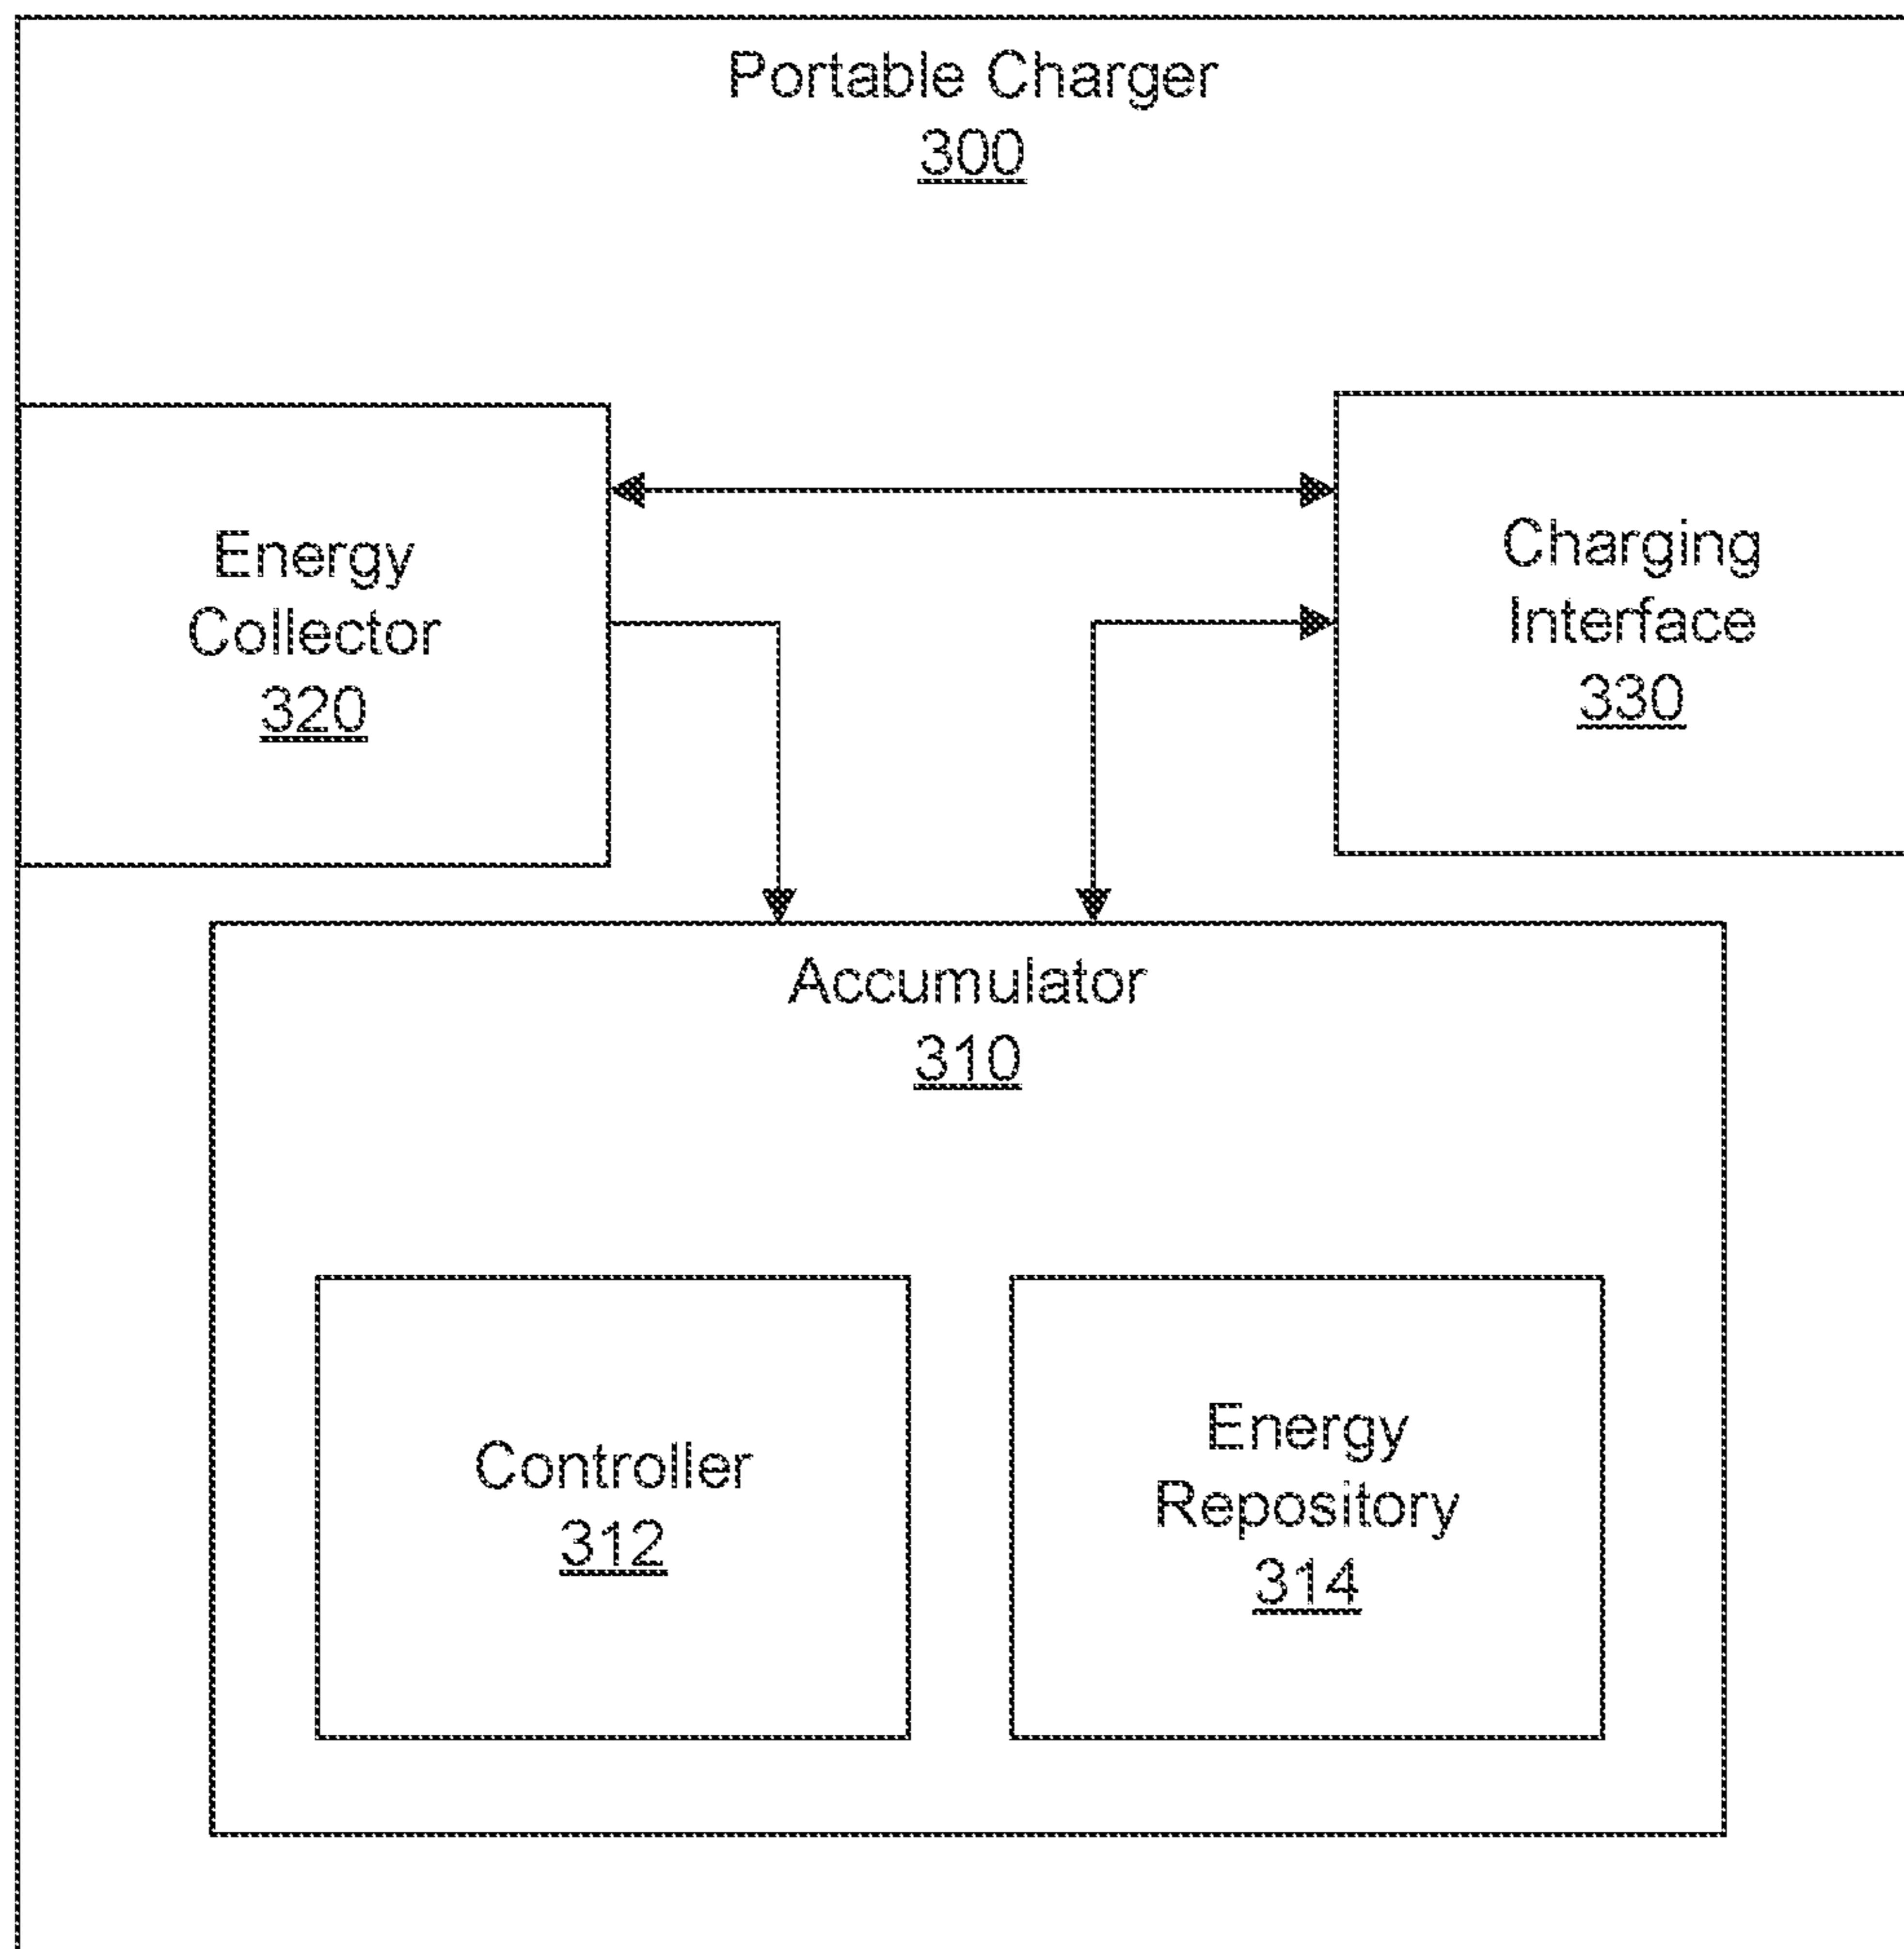 Portable Charger
300
Energy
Collector
320
Charging
Interface
330
Accumulator
310
Controller
312
Energy
Repository
314